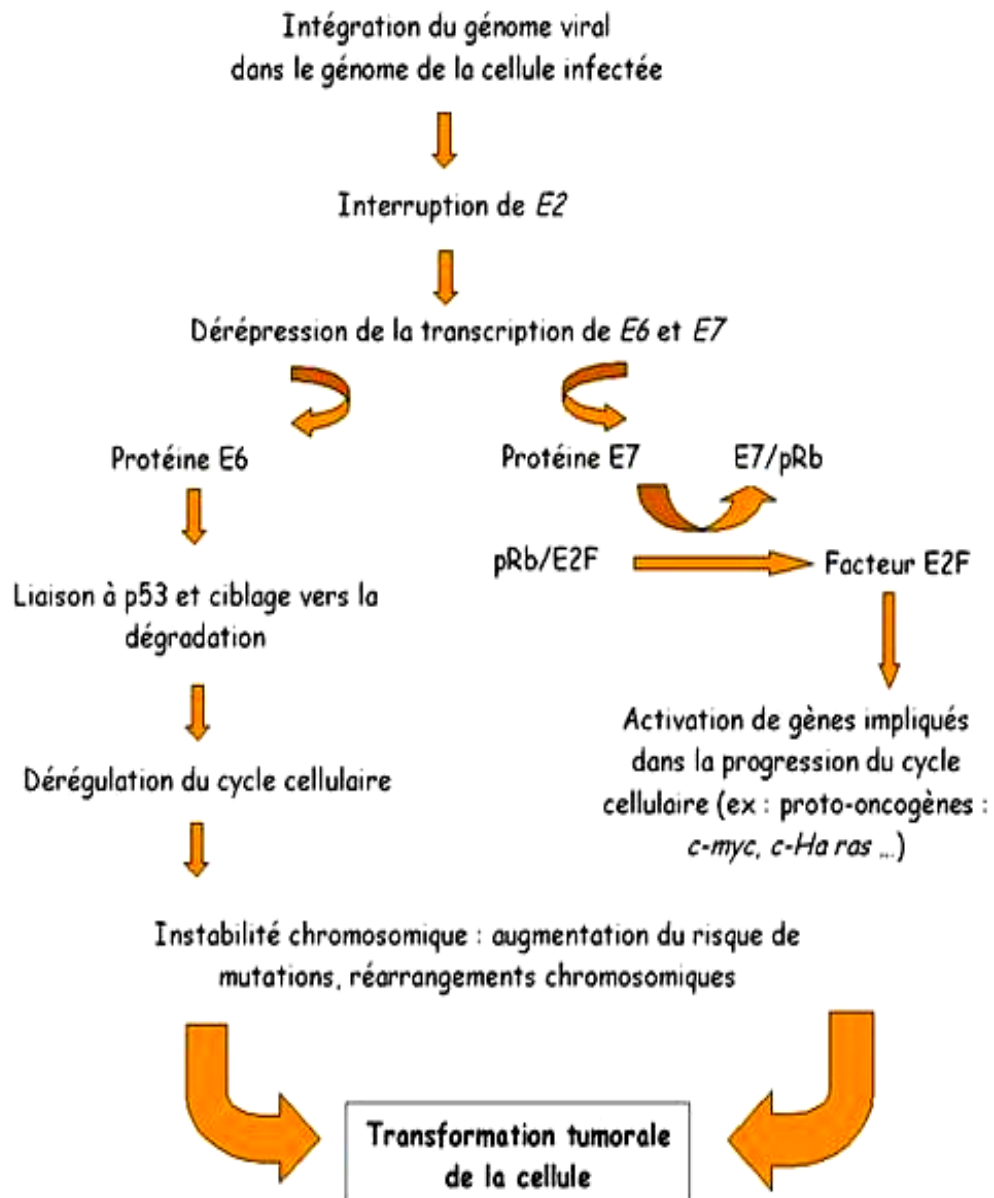 Intégration du génome viral
dans le génome de la cellule infectée
Interruption de E2
Dérépression de la transcription de E6 et E7
Protéine E6
Protéine E7
E7/pRb
pRb/E2F
Facteur E2F
Liaison à p53 et ciblage vers la
dégradation
Activation de gènes impliqués
dans la progression du cycle
cellulaire (ex : proto-oncogènes :
c-myc, c-Ha ras ...)
Dérégulation du cycle cellulaire
Instabilité chromosomique : augmentation du risque de
mutations, réarrangements chromosomiques
Transformation tumorale
de la cellule